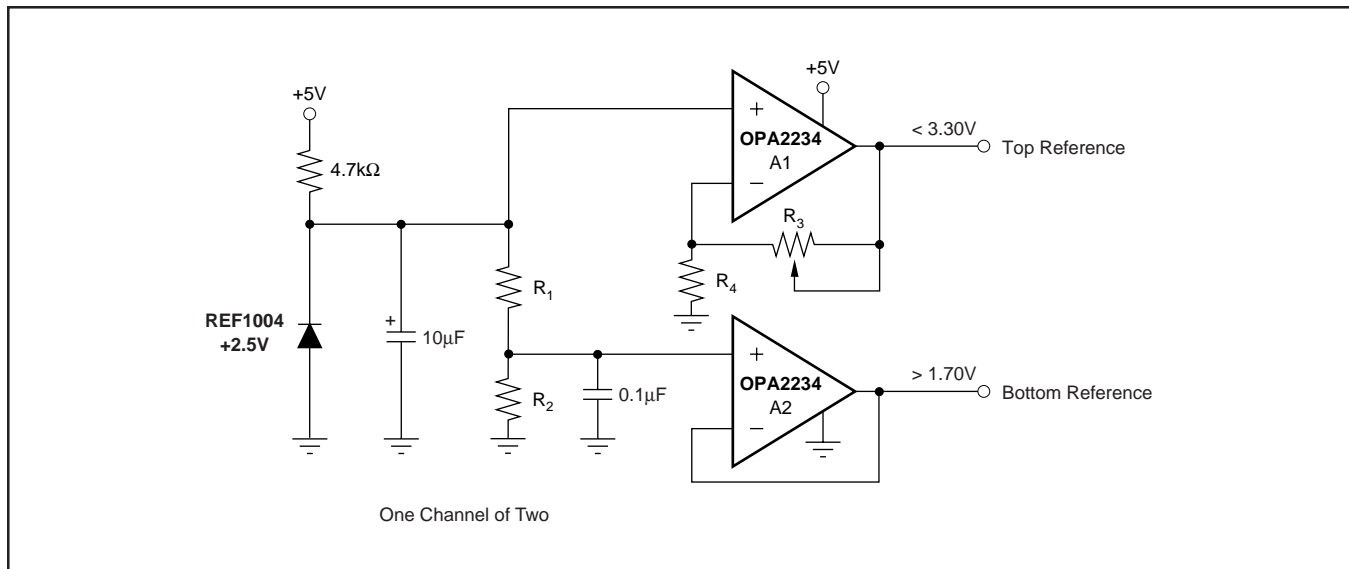 +5V
4.7kΩ
REF1004
+2.5V
+
10µF
R1
R2
0.1µF
+5V
+
OPA2234
A1
–
< 3.30V
Top Reference
R3
R4
+
OPA2234
A2
–
> 1.70V
Bottom Reference
One Channel of Two